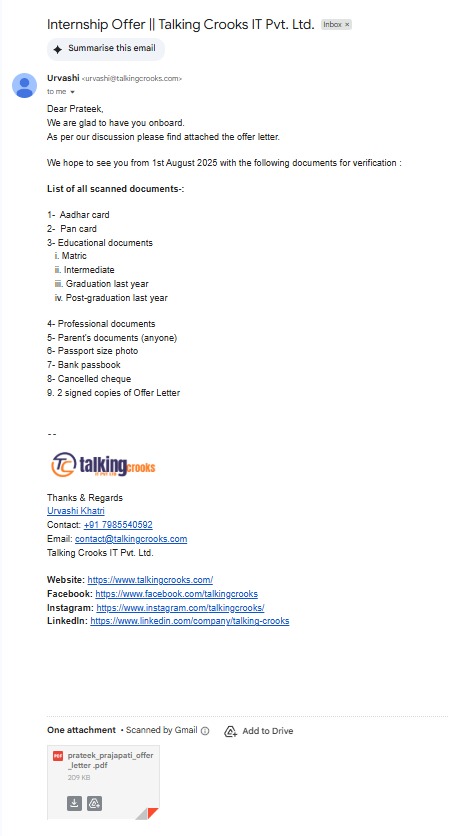 Internship Offer || Talking Crooks IT Pvt. Ltd. Inbox ×
Summarise this email
Urvashi <urvashi@talkingcrooks.com>
to me
Dear Prateek,
We are glad to have you onboard.
As per our discussion please find attached the offer letter.
We hope to see you from 1st August 2025 with the following documents for verification :
List of all scanned documents-:
1- Aadhar card
2- Pan card
3- Educational documents
i. Matric
ii. Intermediate
iii. Graduation last year
iv. Post-graduation last year
4- Professional documents
5- Parent's documents (anyone)
6- Passport size photo
7- Bank passbook
8- Cancelled cheque
9. 2 signed copies of Offer Letter
--
TC talkingcrooks
Thanks & Regards
Urvashi Khatri
Contact: +91 7985540592
Email: contact@talkingcrooks.com
Talking Crooks IT Pvt. Ltd.
Website: https://www.talkingcrooks.com/
Facebook: https://www.facebook.com/talkingcrooks
Instagram: https://www.instagram.com/talkingcrooks/
LinkedIn: https://www.linkedin.com/company/talking-crooks
One attachment • Scanned by Gmail Add to Drive
PDF prateek_prajapati_offer
_letter .pdf
209 KB